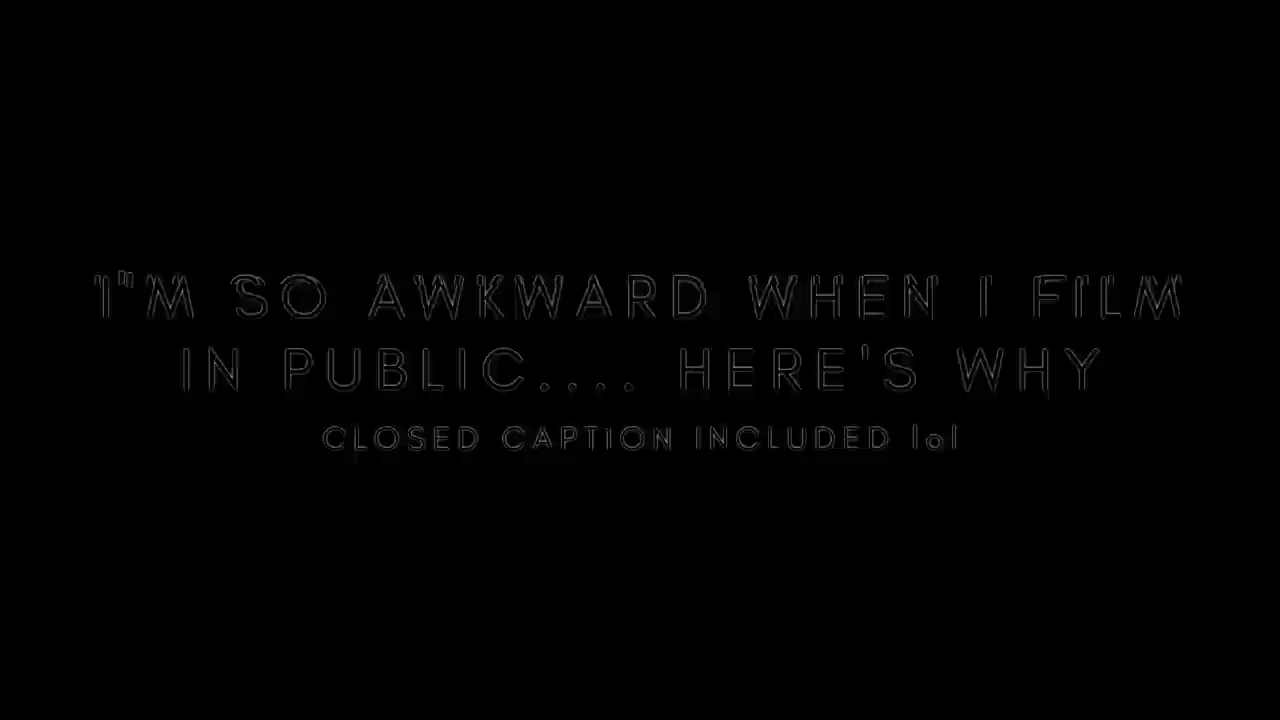 I"M SO AWKWARD WHEN I FILM
IN PUBLIC.... HERE'S WHY
CLOSED CAPTION INCLUDED lol